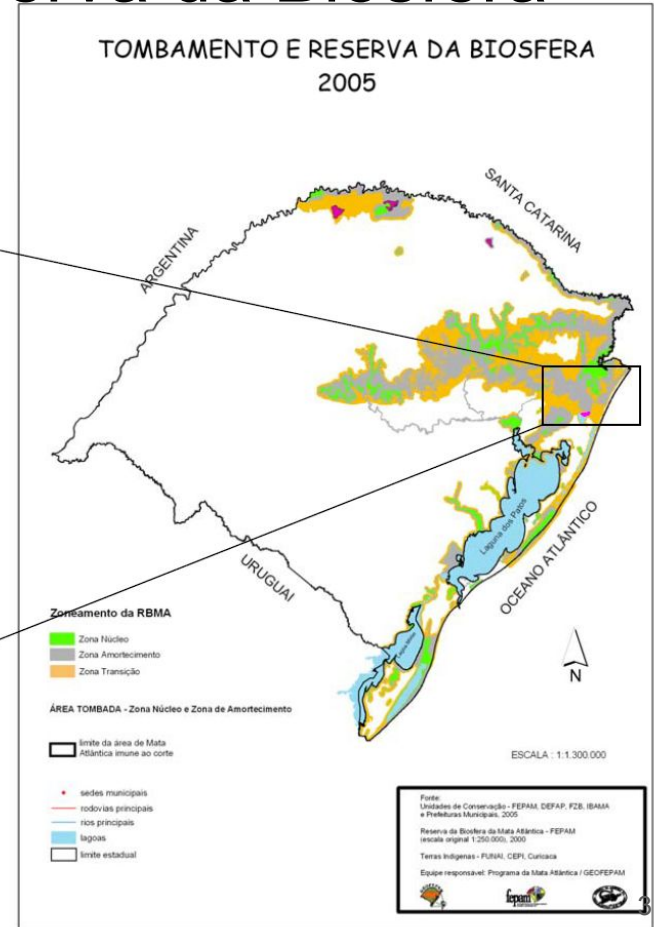 erva da Biosfera
TOMBAMENTO E RESERVA DA BIOSFERA
2005
SANTA CATARINA
ARGENTINA
Laguna dos Patos
OCEANO ATLÂNTICO
URUGUAI
N
Zoneamento da RBMA
Zona Núcleo
Zona Amortecimento
Zona Transição
ÁREA TOMBADA - Zona Núcleo e Zona de Amortecimento
limite da área de Mata
Atlântica imune ao corte
ESCALA : 1:1.300.000
sedes municipais
rodovias principais
rios principais
lagoas
limite estadual
Fonte:
Unidades de Conservação - FEPAM, DEFAP, FZB, IBAMA
e Prefeituras Municipais, 2005
Reserva da Biosfera da Mata Atlântica - FEPAM
(escala original 1:250.000), 2000
Terras Indígenas - FUNAI, CEPI, Curicaca
Equipe responsável: Programa da Mata Atlântica / GEOFEPAM
fepam
3